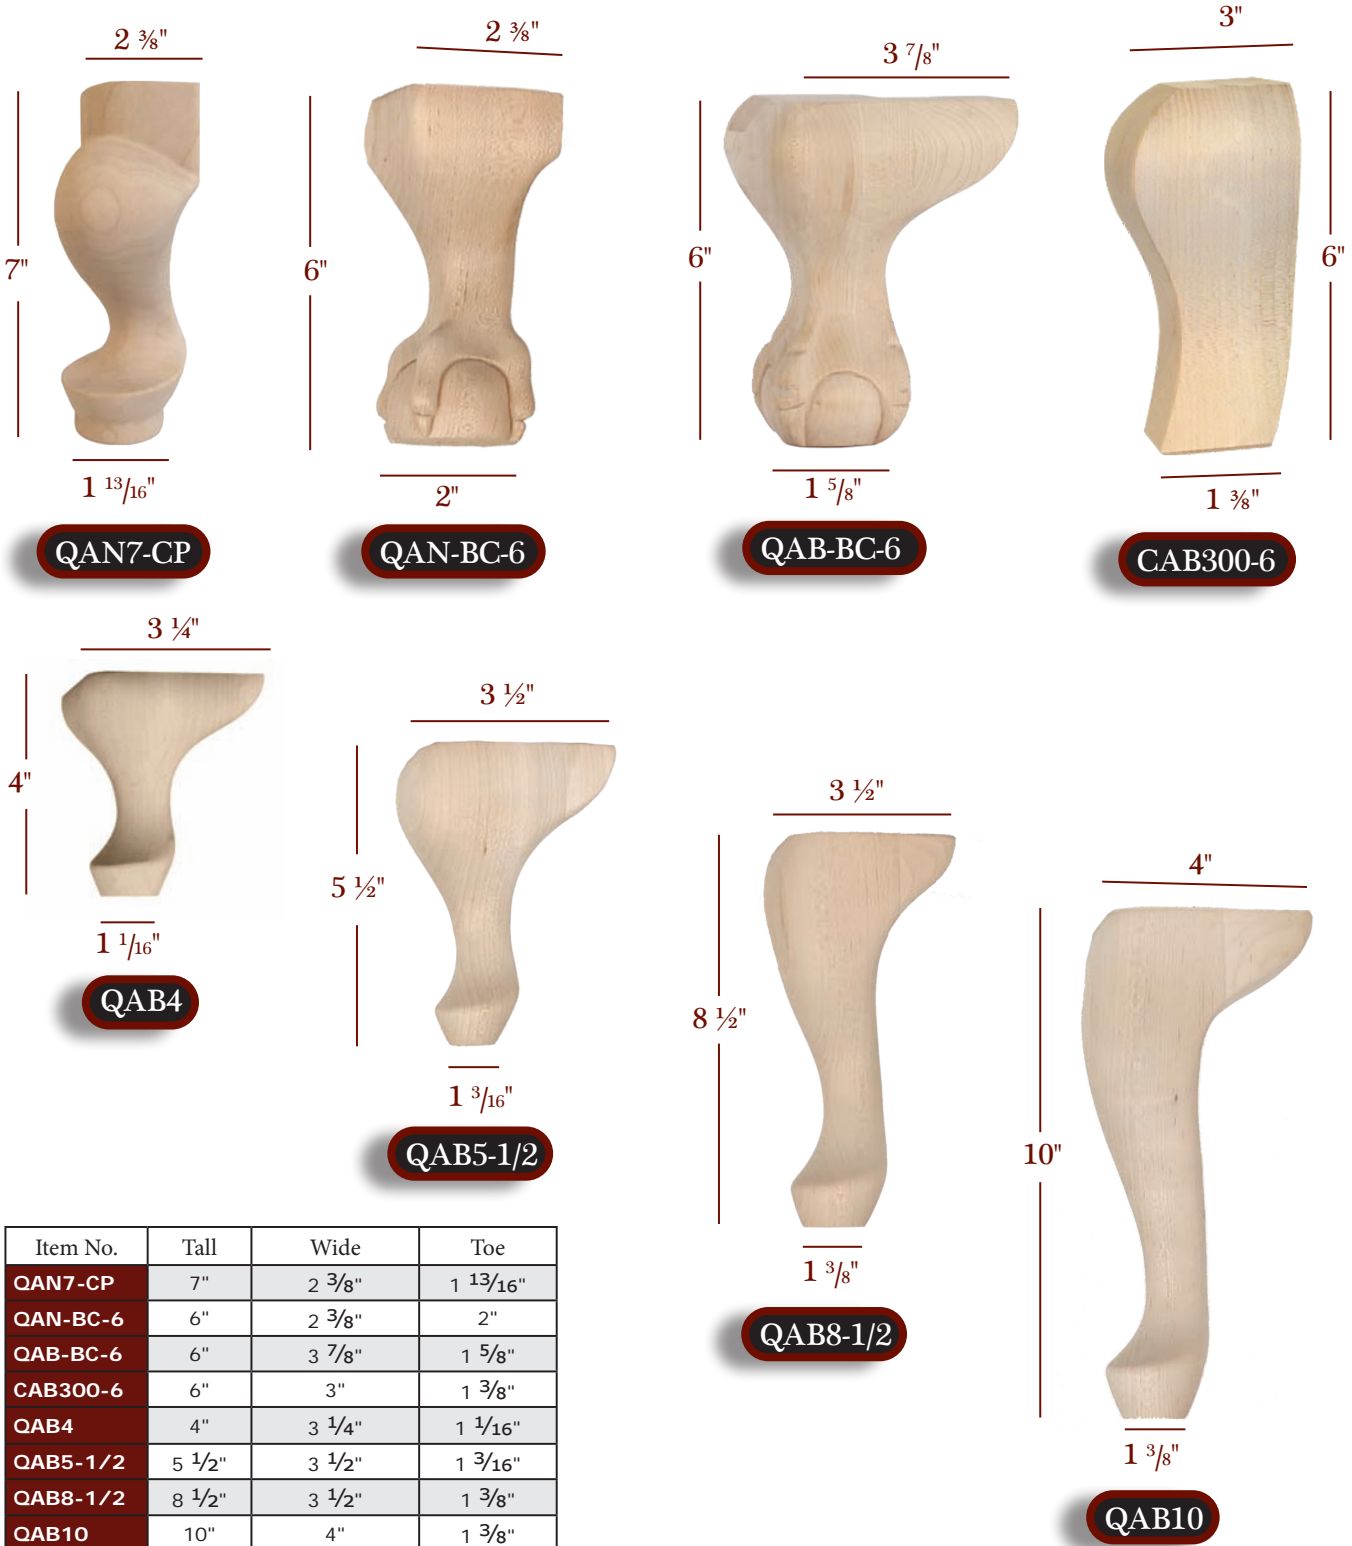 2 ⅜"
7"
1 13/16"
QAN7-CP
2 ⅜"
6"
2"
QAN-BC-6
3 7/8"
6"
1 5/8"
QAB-BC-6
3"
6"
1 ⅜"
CAB300-6
3 ¼"
4"
1 1/16"
QAB4
3 ½"
5 ½"
1 3/16"
QAB5-1/2
3 ½"
8 ½"
1 3/8"
QAB8-1/2
4"
10"
1 3/8"
QAB10
Item No. Tall Wide Toe
QAN7-CP 7" 2 3/8" 1 13/16"
QAN-BC-6 6" 2 3/8" 2"
QAB-BC-6 6" 3 7/8" 1 5/8"
CAB300-6 6" 3" 1 3/8"
QAB4 4" 3 1/4" 1 1/16"
QAB5-1/2 5 1/2" 3 1/2" 1 3/16"
QAB8-1/2 8 1/2" 3 1/2" 1 3/8"
QAB10 10" 4" 1 3/8"